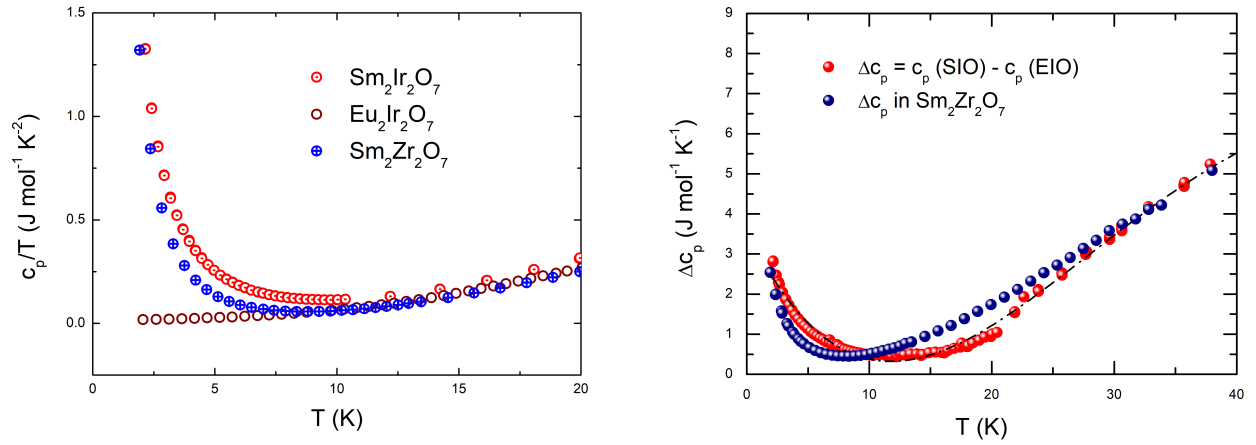 1.5
1.0
0.5
0.0
c_p/T (J mol⁻¹ K⁻²)
Sm₂Ir₂O₇
Eu₂Ir₂O₇
Sm₂Zr₂O₇
0 5 10 15 20
T (K)
9
8
7
6
5
4
3
2
1
0
Δc_p (J mol⁻¹ K⁻¹)
Δc_p = c_p (SIO) - c_p (EIO)
Δc_p in Sm₂Zr₂O₇
0 10 20 30 40
T (K)